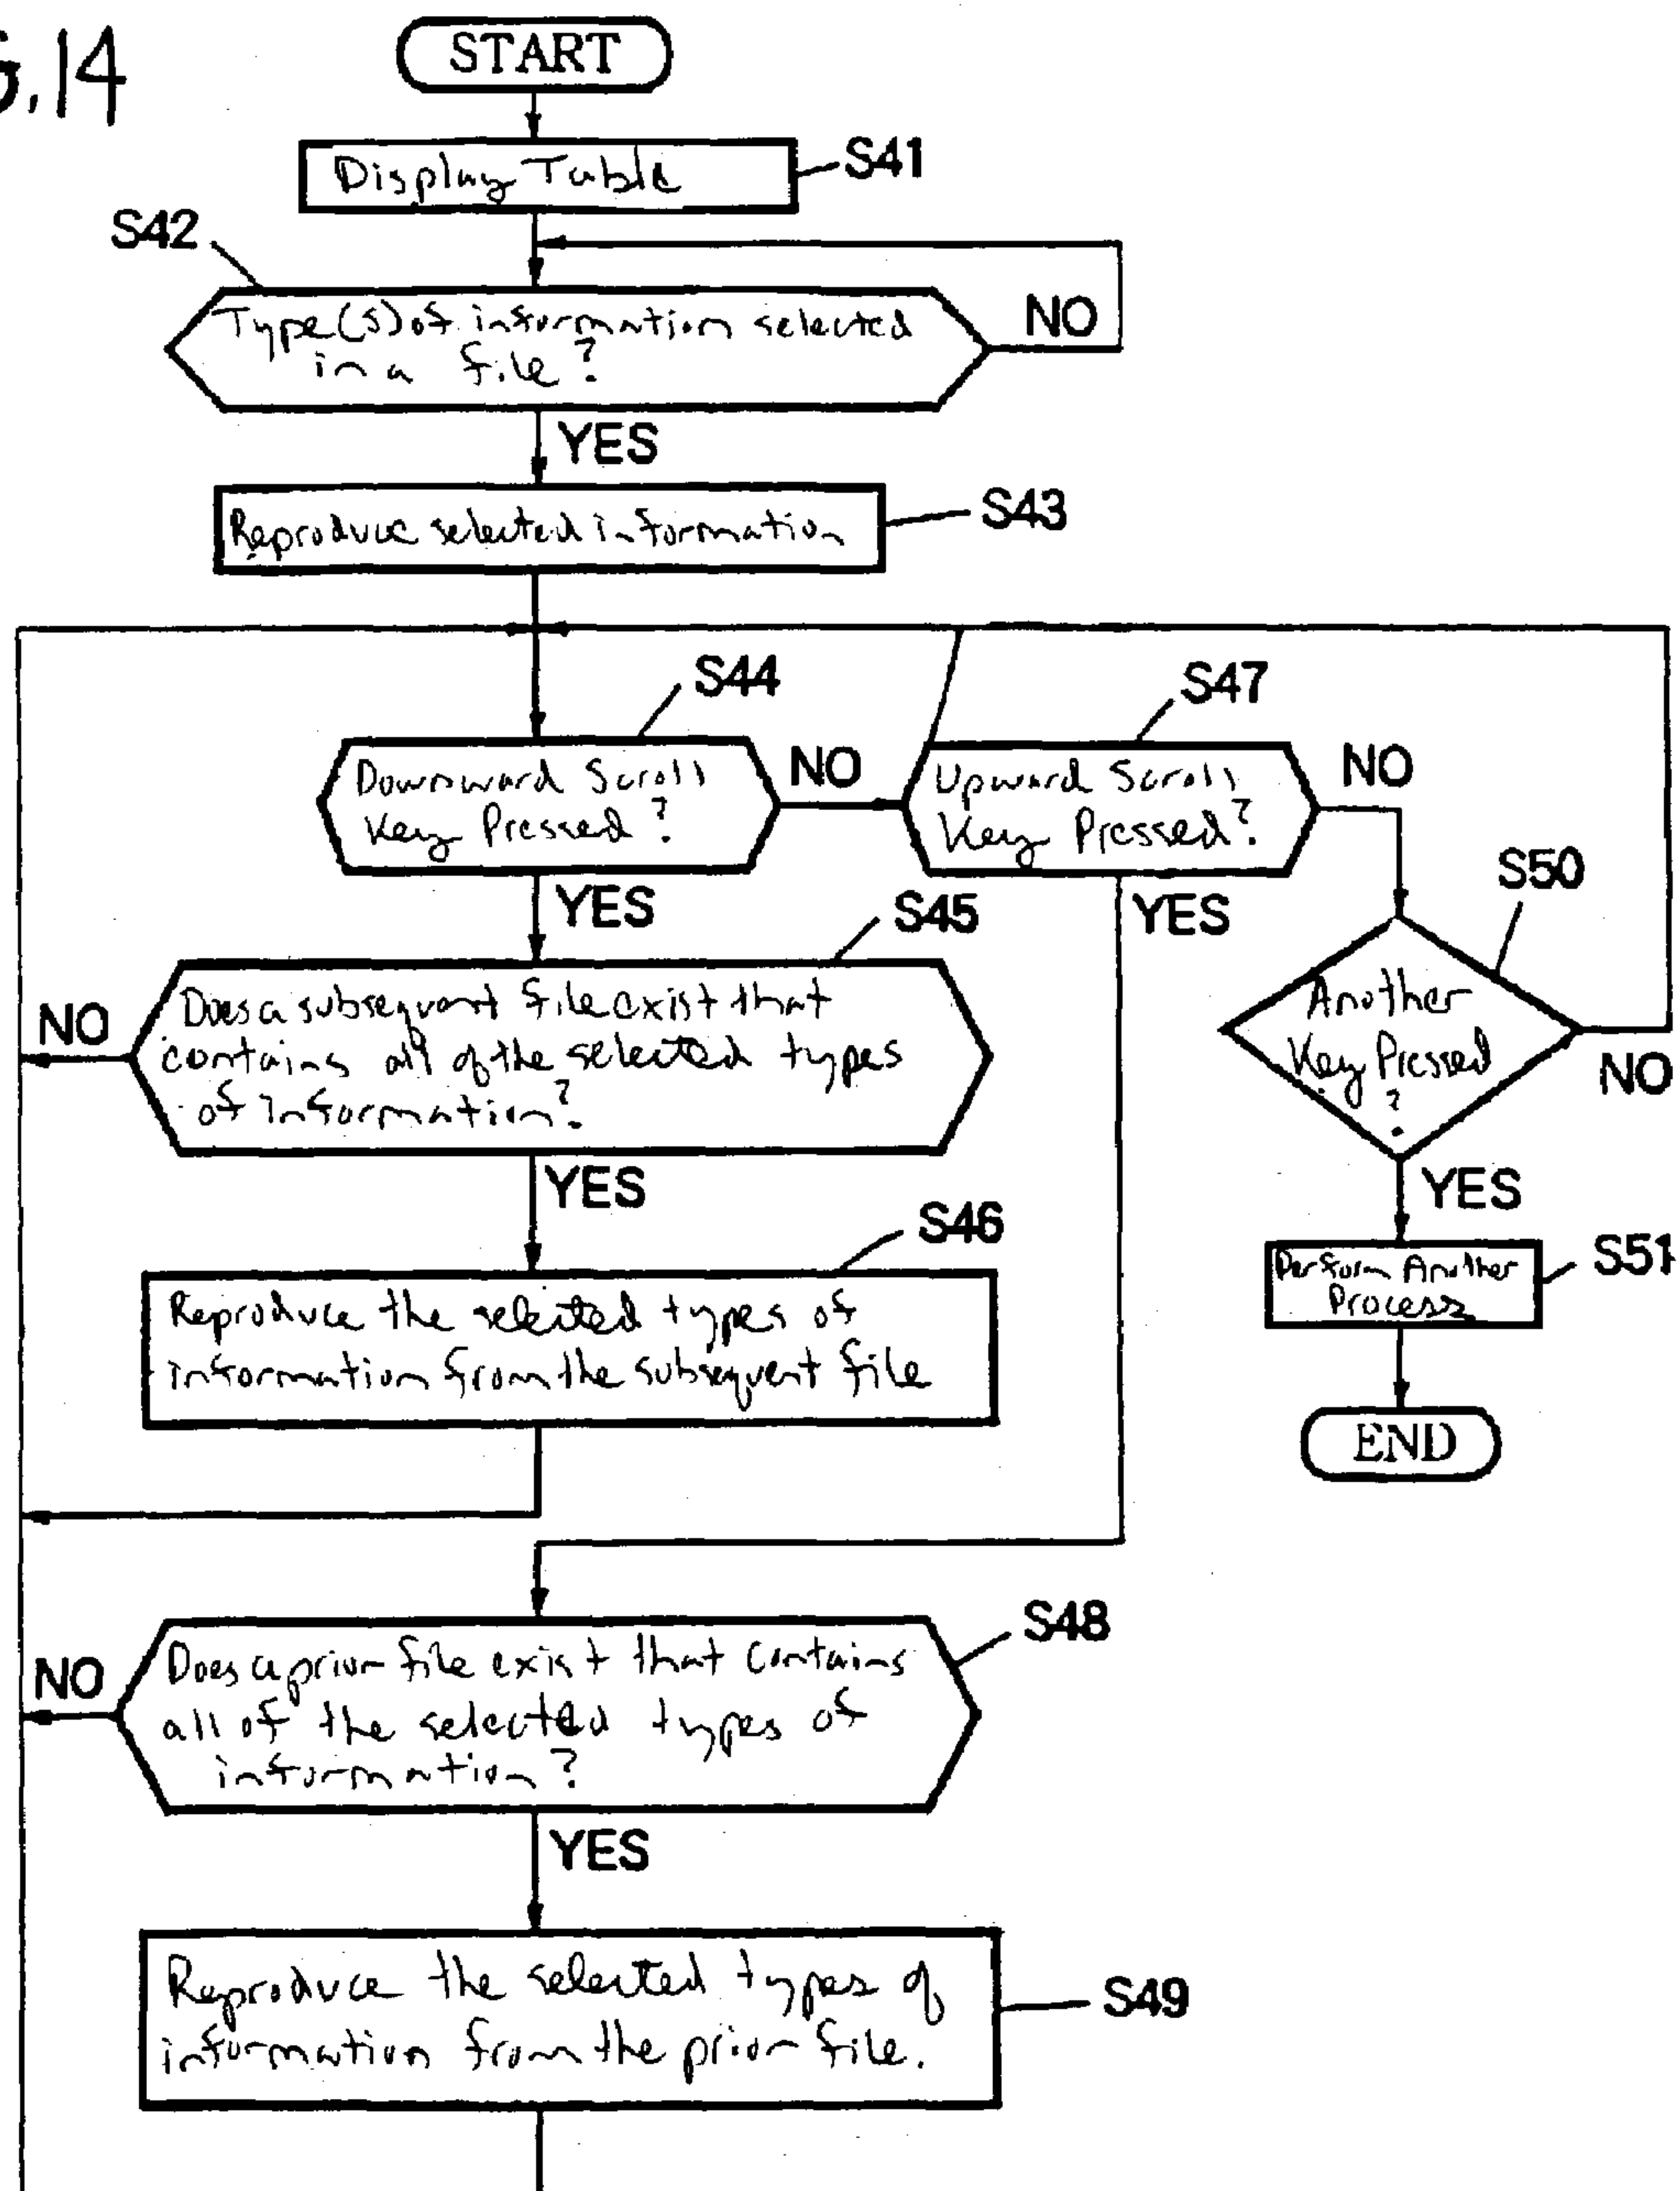 G.14
START
Display Table
S41
S42
Type(s) of information selected
in a file?
NO
YES
Reproduce selected information
S43
S44
S47
Downward Scroll
Key Pressed?
NO
Upward Scroll
Key Pressed?
NO
S50
YES
S45
YES
Another
Key Pressed
?
NO
NO
Does a subsequent file exist that
contains all of the selected types
of information?
YES
YES
S46
Perform Another
Process
S51
Reproduce the selected types of
information from the subsequent file
END
S48
NO
Does a prior file exist that contains
all of the selected types of
information?
YES
Reproduce the selected types of
information from the prior file.
S49